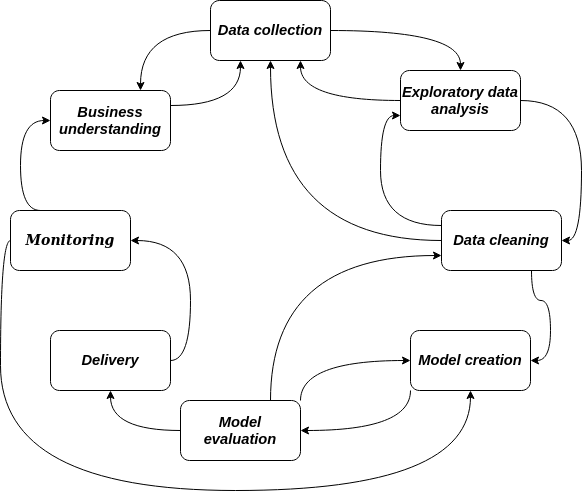 Data collection
Business
understanding
Exploratory data
analysis
Monitoring
Data cleaning
Delivery
Model creation
Model
evaluation